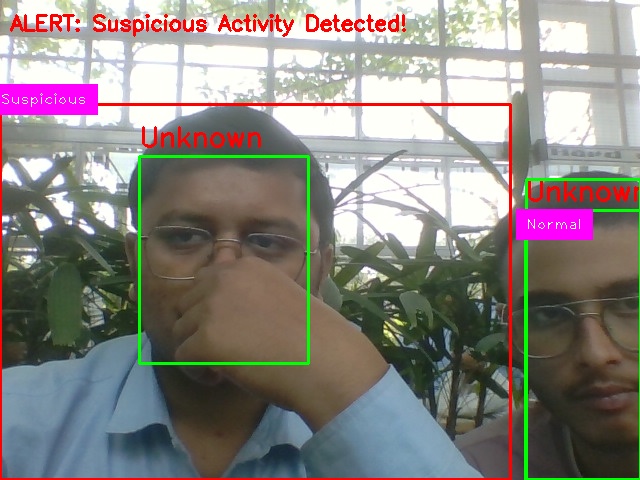 ALERT: Suspicious Activity Detected!
Suspicious
Unknown
Unknown
Normal